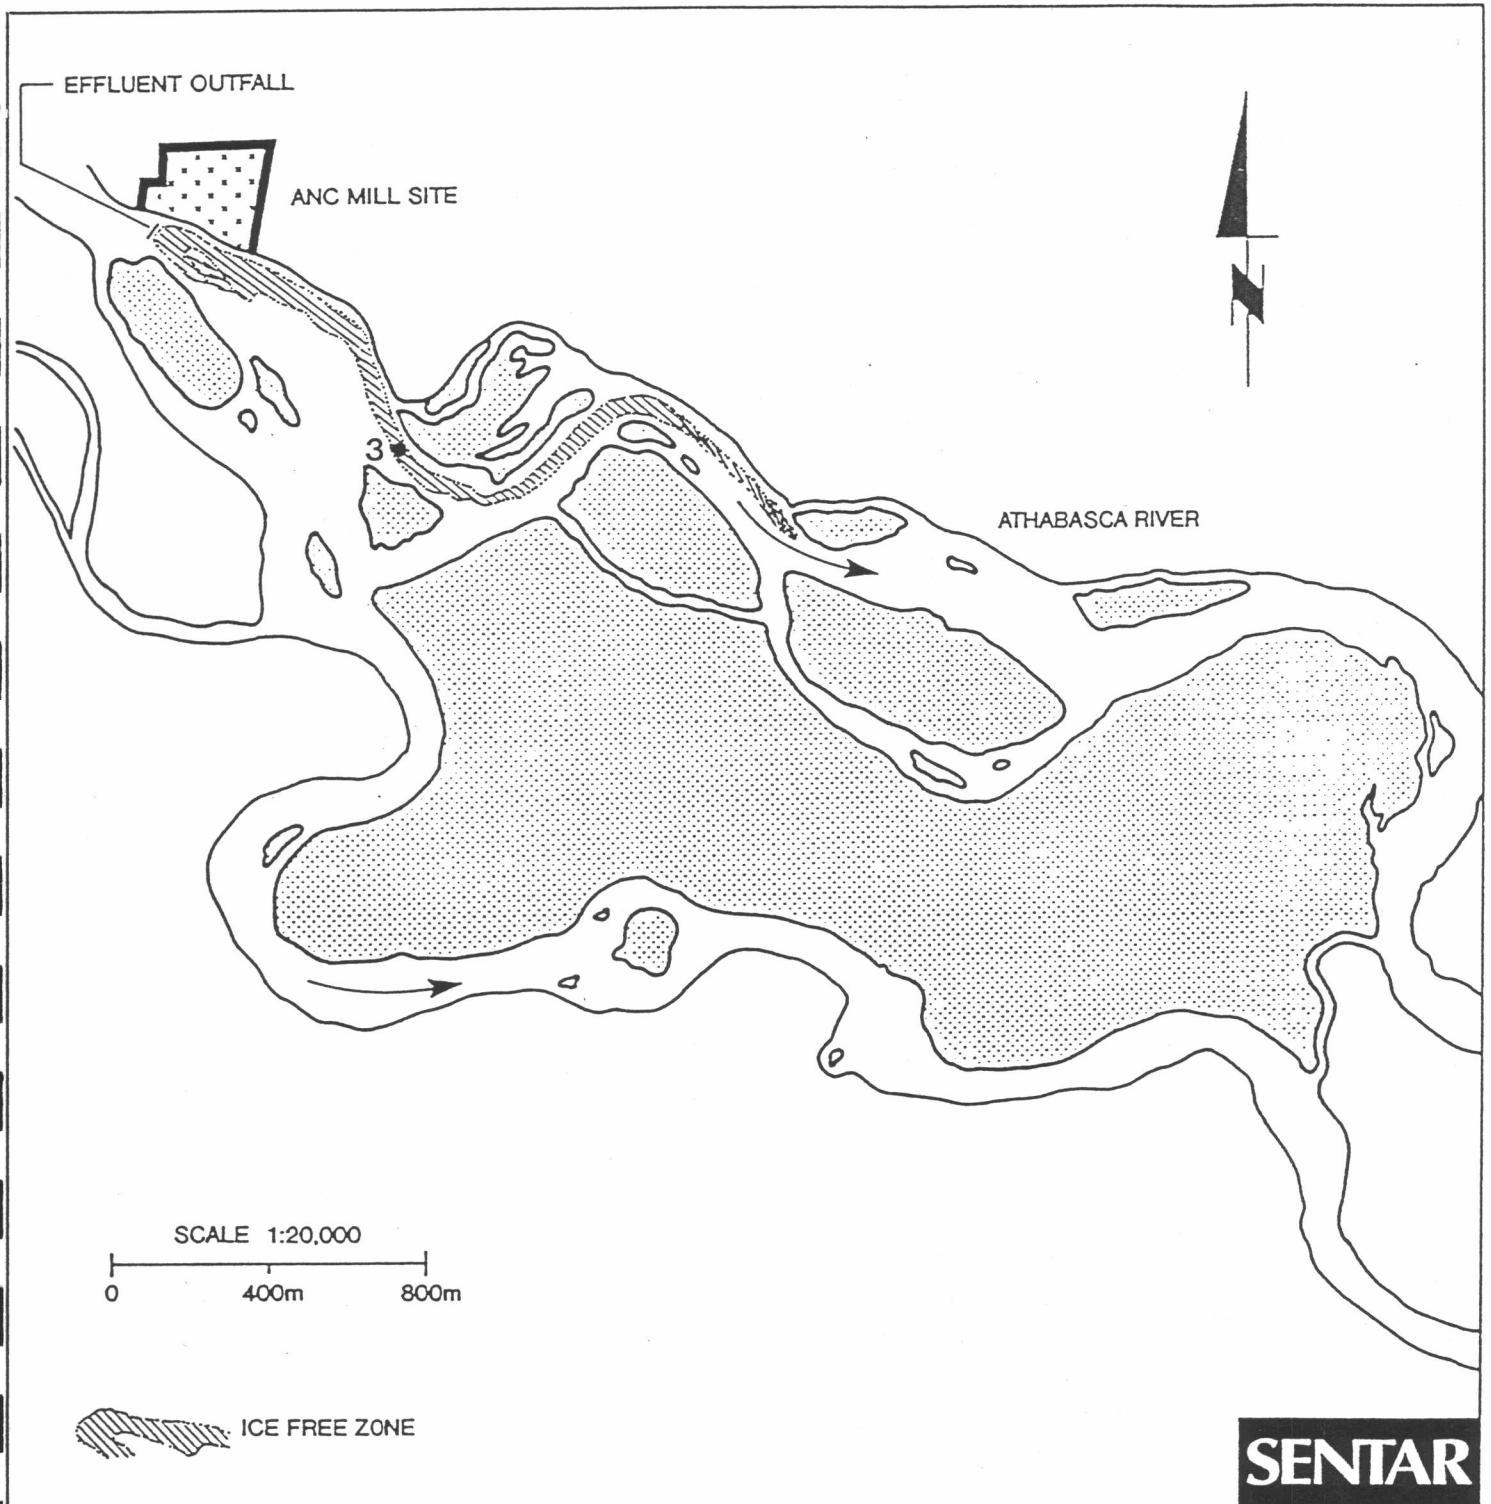 EFFLUENT OUTFALL
ANC MILL SITE
N
3
ATHABASCA RIVER
SCALE 1:20,000
0 400m 800m
ICE FREE ZONE
SENTAR